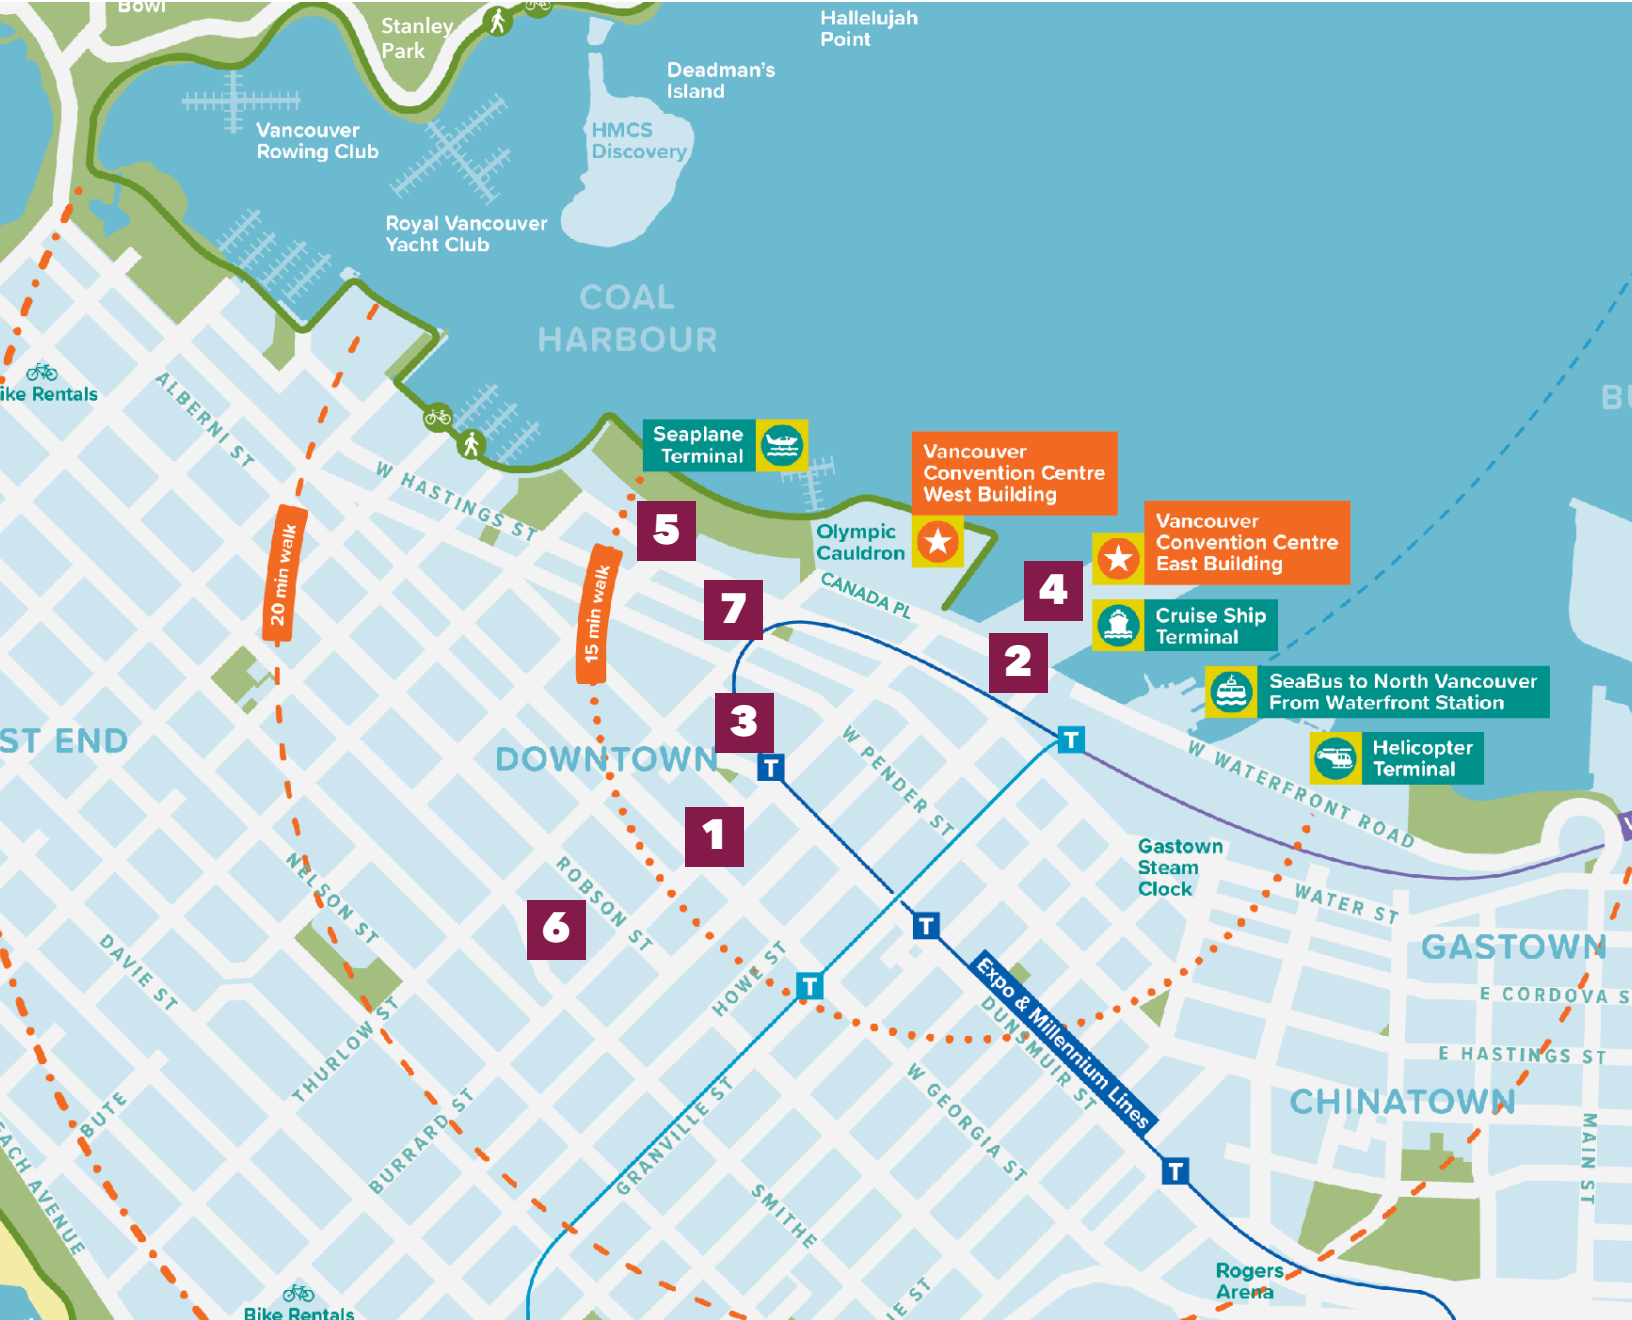 Bowl
Stanley
Park
Hallelujah
Point
Deadman's
Island
HMCS
Discovery
Vancouver
Rowing Club
Royal Vancouver
Yacht Club
COAL
HARBOUR
ike Rentals
ALBERNI ST
W HASTINGS ST
Seaplane
Terminal
Vancouver
Convention Centre
West Building
Olympic
Cauldron
Vancouver
Convention Centre
East Building
BU
5
4
7
2
3
1
6
CANADA PL
Cruise Ship
Terminal
SeaBus to North Vancouver
From Waterfront Station
Helicopter
Terminal
20 min walk
15 min walk
ST END
DOWNTOWN
T
T
T
T
T
W PENDER ST
W WATERFRONT ROAD
Gastown
Steam
Clock
WATER ST
GASTOWN
E CORDOVA S
E HASTINGS ST
CHINATOWN
MAIN ST
NELSON ST
ROBSON ST
DAVIE ST
HOWE ST
THURLOW ST
BUTE
BURRARD ST
GRANVILLE ST
SMITHE
W GEORGIA ST
DUNSMUIR ST
Expo & Millennium Lines
EACH AVENUE
Rogers
Arena
IE ST
Bike Rentals